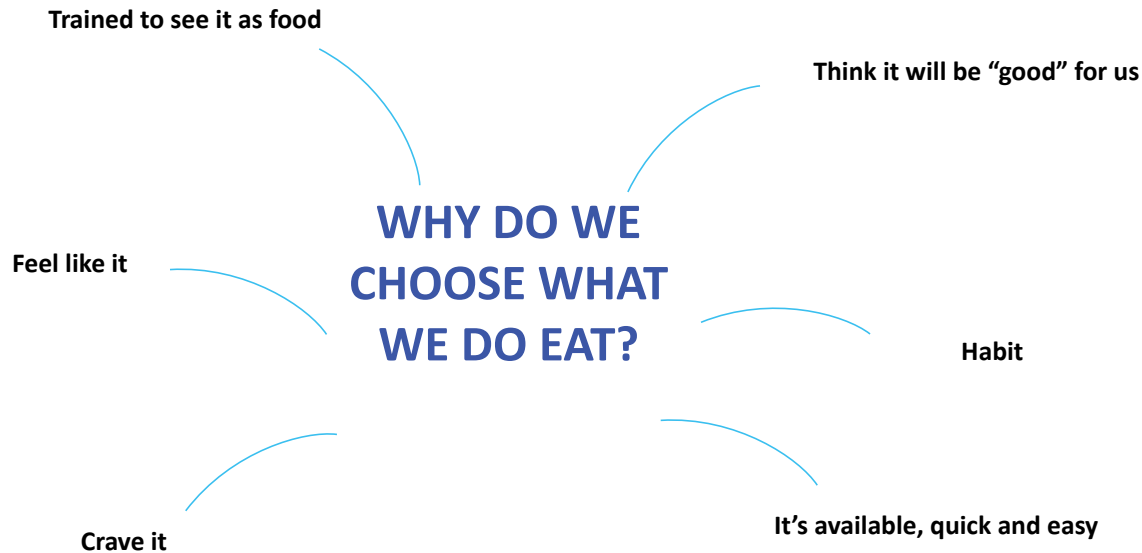 Trained to see it as food
Think it will be “good” for us
WHY DO WE
CHOOSE WHAT
WE DO EAT?
Feel like it
Habit
Crave it
It’s available, quick and easy